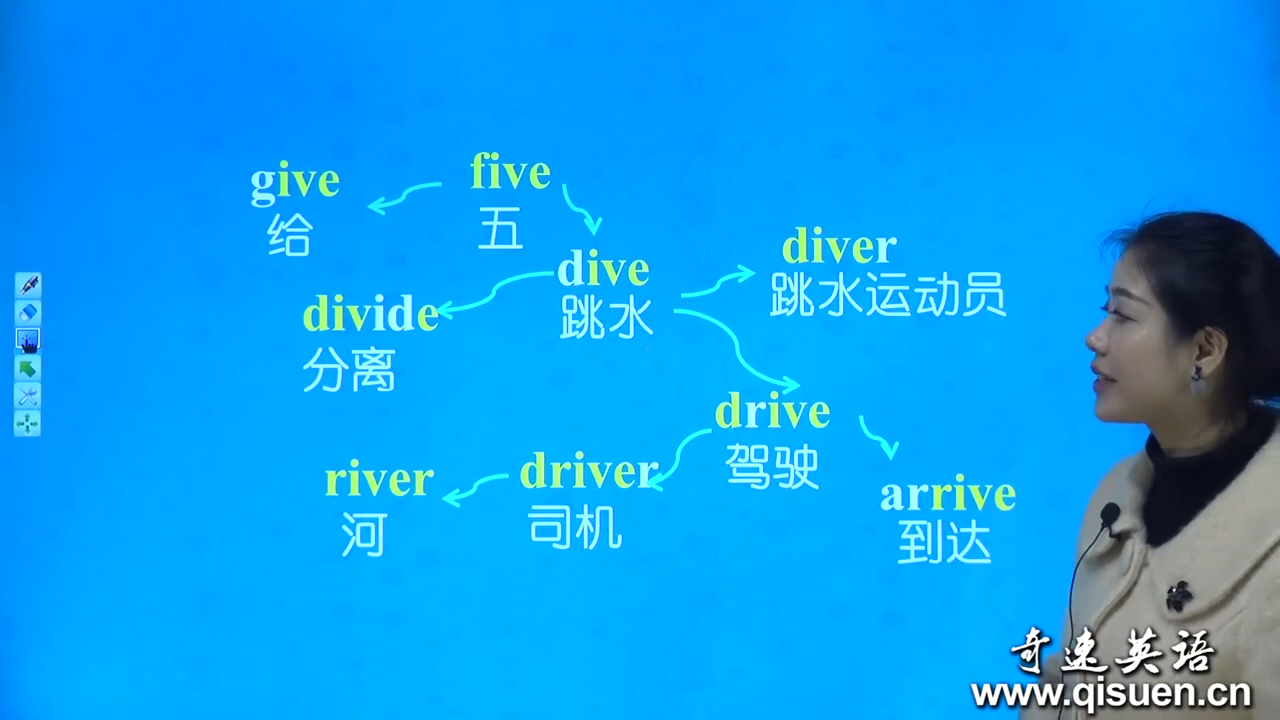 give
给
five
五
dive
跳水
diver
跳水运动员
divide
分离
drive
驾驶
driver
司机
river
河
arrive
到达
奇速英语
www.qisuen.cn